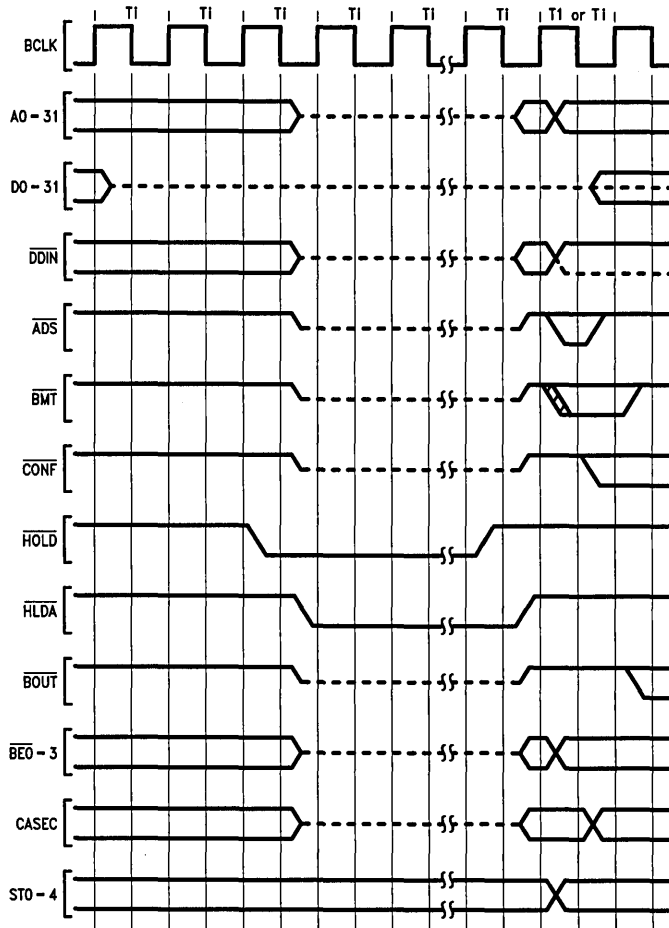 Ti Ti Ti Ti Ti Ti T1 or Ti
BCLK
A0 - 31
D0 - 31
DDIN
ADS
BMT
CONF
HOLD
HLDA
BOUT
BE0 - 3
CASEC
ST0 - 4